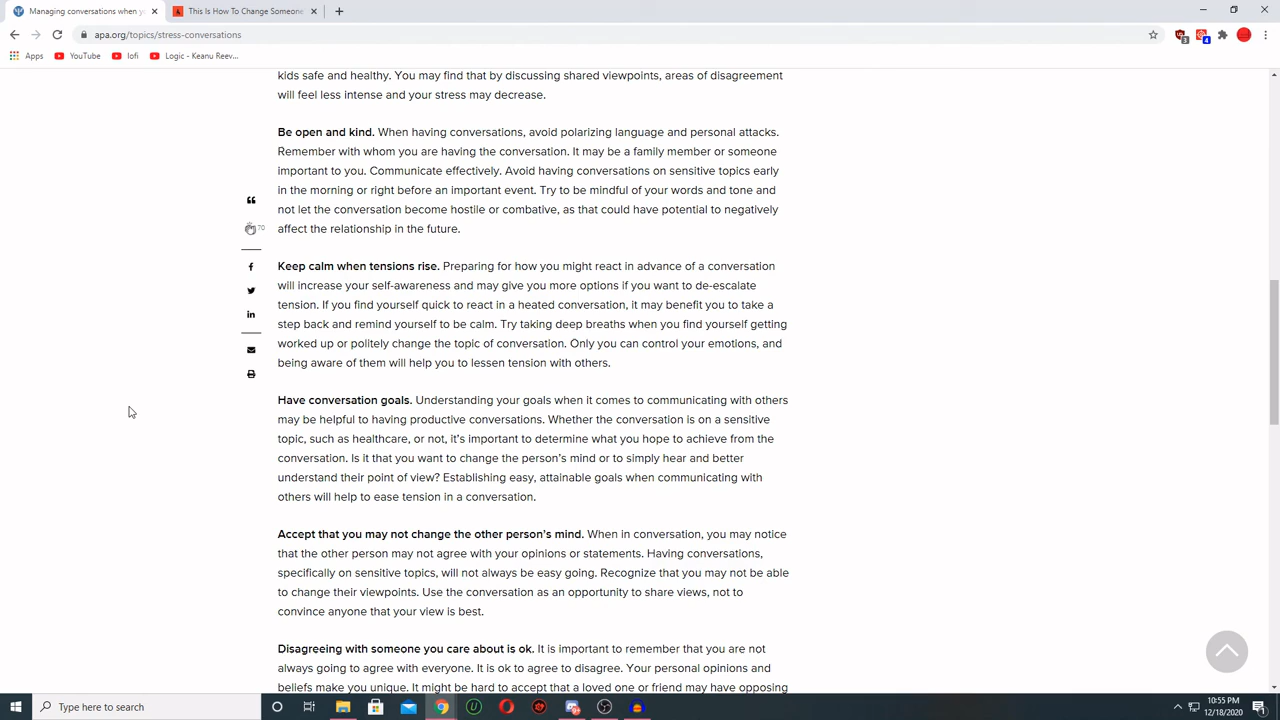 Managing conversations when y
This Is How To Change Someone
apa.org/topics/stress-conversations
3
4
Apps
YouTube
lofi
Logic - Keanu Reev...
kids safe and healthy. You may find that by discussing shared viewpoints, areas of disagreement
will feel less intense and your stress may decrease.
Be open and kind. When having conversations, avoid polarizing language and personal attacks.
Remember with whom you are having the conversation. It may be a family member or someone
important to you. Communicate effectively. Avoid having conversations on sensitive topics early
in the morning or right before an important event. Try to be mindful of your words and tone and
not let the conversation become hostile or combative, as that could have potential to negatively
affect the relationship in the future.
70
Keep calm when tensions rise. Preparing for how you might react in advance of a conversation
will increase your self-awareness and may give you more options if you want to de-escalate
tension. If you find yourself quick to react in a heated conversation, it may benefit you to take a
step back and remind yourself to be calm. Try taking deep breaths when you find yourself getting
worked up or politely change the topic of conversation. Only you can control your emotions, and
being aware of them will help you to lessen tension with others.
Have conversation goals. Understanding your goals when it comes to communicating with others
may be helpful to having productive conversations. Whether the conversation is on a sensitive
topic, such as healthcare, or not, it's important to determine what you hope to achieve from the
conversation. Is it that you want to change the person's mind or to simply hear and better
understand their point of view? Establishing easy, attainable goals when communicating with
others will help to ease tension in a conversation.
Accept that you may not change the other person's mind. When in conversation, you may notice
that the other person may not agree with your opinions or statements. Having conversations,
specifically on sensitive topics, will not always be easy going. Recognize that you may not be able
to change their viewpoints. Use the conversation as an opportunity to share views, not to
convince anyone that your view is best.
Disagreeing with someone you care about is ok. It is important to remember that you are not
always going to agree with everyone. It is ok to agree to disagree. Your personal opinions and
beliefs make you unique. It might be hard to accept that a loved one or friend may have opposing
Type here to search
10:55 PM
12/18/2020
1